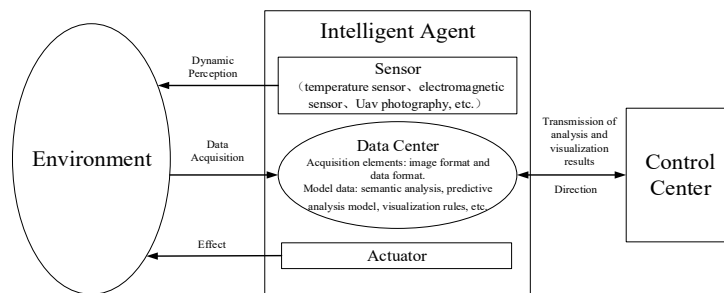 Intelligent Agent
Dynamic
Perception
Sensor
（temperature sensor、electromagnetic
sensor、Uav photography, etc.）
Environment
Data
Acquisition
Data Center
Acquisition elements: image format and
data format.
Model data: semantic analysis, predictive
analysis model, visualization rules, etc.
Transmission of
analysis and
visualization
results
Direction
Control
Center
Effect
Actuator